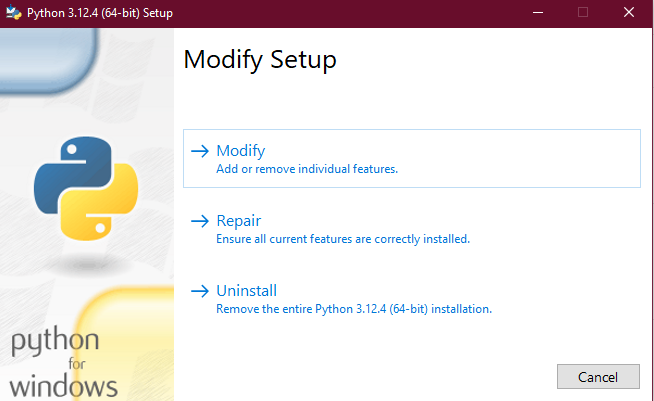 Python 3.12.4 (64-bit) Setup
Modify Setup
Modify
Add or remove individual features.
Repair
Ensure all current features are correctly installed.
Uninstall
Remove the entire Python 3.12.4 (64-bit) installation.
python
for
windows
Cancel